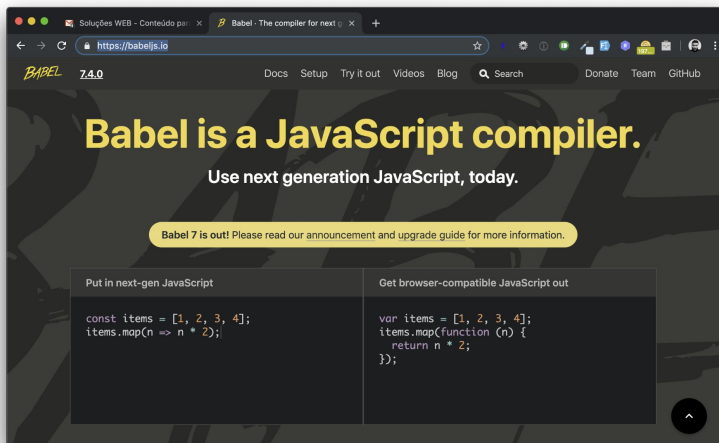 Soluções WEB - Conteúdo par
Babel · The compiler for next g
https://babeljs.io
BABEL
7.4.0
Docs
Setup
Try it out
Videos
Blog
Search
Donate
Team
GitHub
Babel is a JavaScript compiler.
Use next generation JavaScript, today.
Babel 7 is out! Please read our announcement and upgrade guide for more information.
Put in next-gen JavaScript
const items = [1, 2, 3, 4];
items.map(n => n * 2);
Get browser-compatible JavaScript out
var items = [1, 2, 3, 4];
items.map(function (n) {
  return n * 2;
});